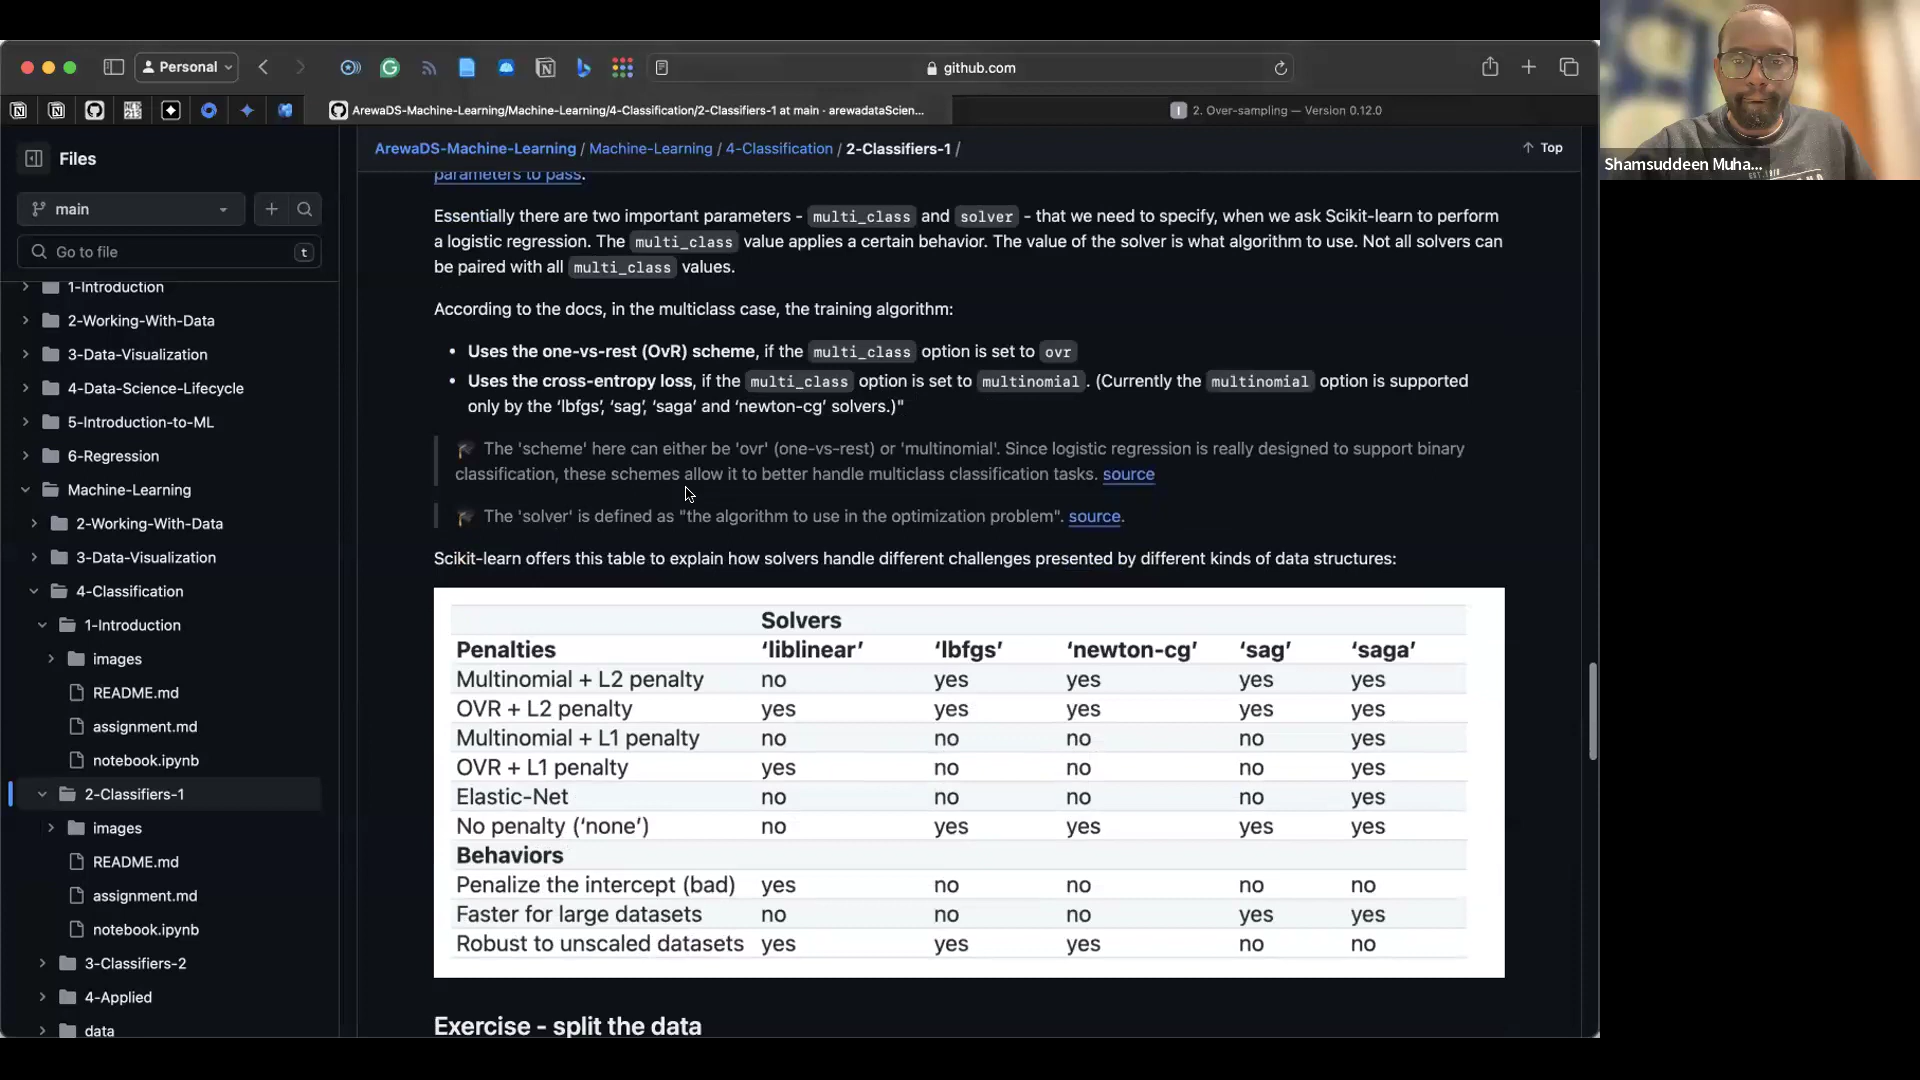 Personal
github.com
ArewaDS-Machine-Learning/Machine-Learning/4-Classification/2-Classifiers-1 at main · arewadataScien...
2. Over-sampling — Version 0.12.0
Shamsuddeen Muha...
Files
main
Go to file
t
1-Introduction
2-Working-With-Data
3-Data-Visualization
4-Data-Science-Lifecycle
5-Introduction-to-ML
6-Regression
Machine-Learning
2-Working-With-Data
3-Data-Visualization
4-Classification
1-Introduction
images
README.md
assignment.md
notebook.ipynb
2-Classifiers-1
images
README.md
assignment.md
notebook.ipynb
3-Classifiers-2
4-Applied
data
ArewaDS-Machine-Learning / Machine-Learning / 4-Classification / 2-Classifiers-1 /
Top
parameters to pass.
Essentially there are two important parameters - multi_class and solver - that we need to specify, when we ask Scikit-learn to perform
a logistic regression. The multi_class value applies a certain behavior. The value of the solver is what algorithm to use. Not all solvers can
be paired with all multi_class values.
According to the docs, in the multiclass case, the training algorithm:
• Uses the one-vs-rest (OvR) scheme, if the multi_class option is set to ovr
• Uses the cross-entropy loss, if the multi_class option is set to multinomial. (Currently the multinomial option is supported
only by the ‘lbfgs’, ‘sag’, ‘saga’ and ‘newton-cg’ solvers.)"
The 'scheme' here can either be 'ovr' (one-vs-rest) or 'multinomial'. Since logistic regression is really designed to support binary
classification, these schemes allow it to better handle multiclass classification tasks. source
The 'solver' is defined as "the algorithm to use in the optimization problem". source.
Scikit-learn offers this table to explain how solvers handle different challenges presented by different kinds of data structures:
Solvers
Penalties ‘liblinear’ ‘lbfgs’ ‘newton-cg’ ‘sag’ ‘saga’
Multinomial + L2 penalty no yes yes yes yes
OVR + L2 penalty yes yes yes yes yes
Multinomial + L1 penalty no no no no yes
OVR + L1 penalty yes no no no yes
Elastic-Net no no no no yes
No penalty (‘none’) no yes yes yes yes
Behaviors
Penalize the intercept (bad) yes no no no no
Faster for large datasets no no no yes yes
Robust to unscaled datasets yes yes yes no no
Exercise - split the data